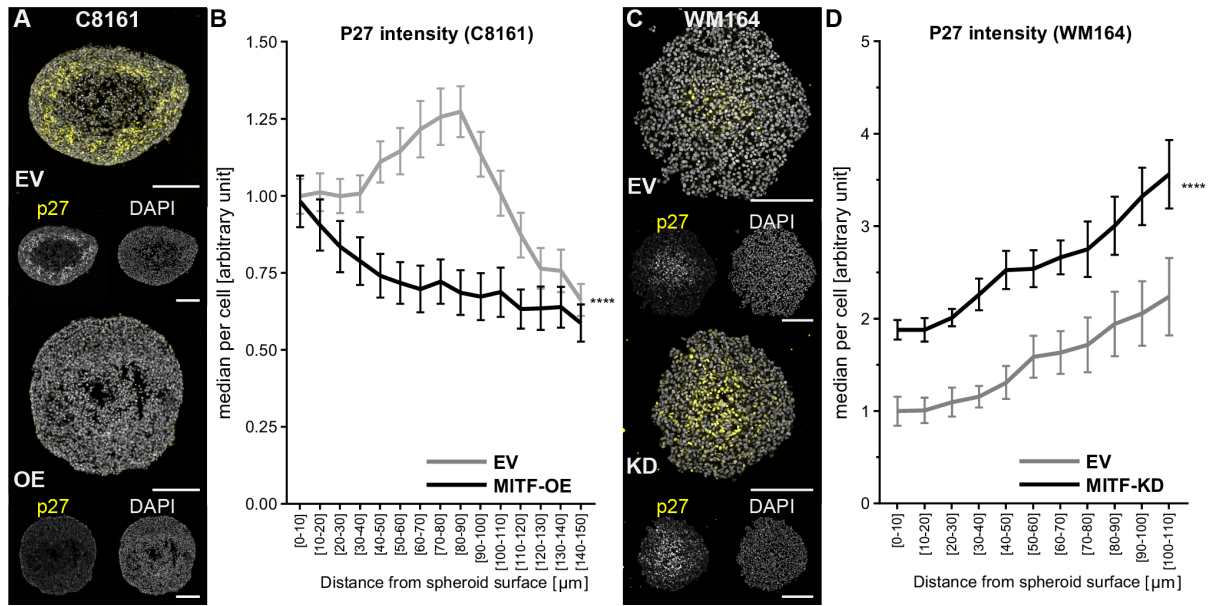 A
C8161
EV
p27
DAPI
OE
p27
DAPI
B
P27 intensity (C8161)
median per cell [arbitrary unit]
1.50
1.25
1.00
0.75
0.50
0.25
0.00
****
EV
MITF-OE
[0-10]
[10-20]
[20-30]
[30-40]
[40-50]
[50-60]
[60-70]
[70-80]
[80-90]
[90-100]
[100-110]
[110-120]
[120-130]
[130-140]
[140-150]
Distance from spheroid surface [µm]
C
WM164
EV
p27
DAPI
KD
p27
DAPI
D
P27 intensity (WM164)
median per cell [arbitrary unit]
5
4
3
2
1
0
****
EV
MITF-KD
[0-10]
[10-20]
[20-30]
[30-40]
[40-50]
[50-60]
[60-70]
[70-80]
[80-90]
[90-100]
[100-110]
Distance from spheroid surface [µm]